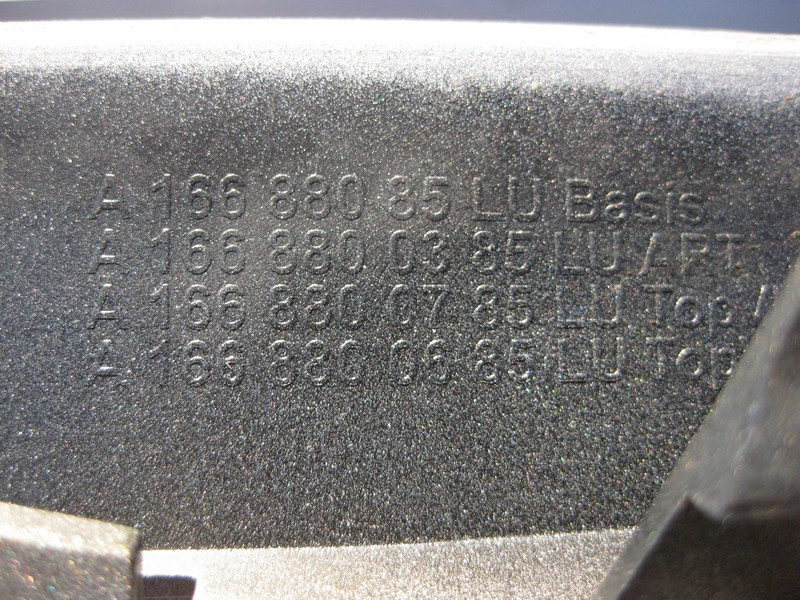 A 166 880 85 LU Basis
A 166 880 03 85 LU ART
A 166 880 07 85 LU Top
A 166 880 06 85 LU Top